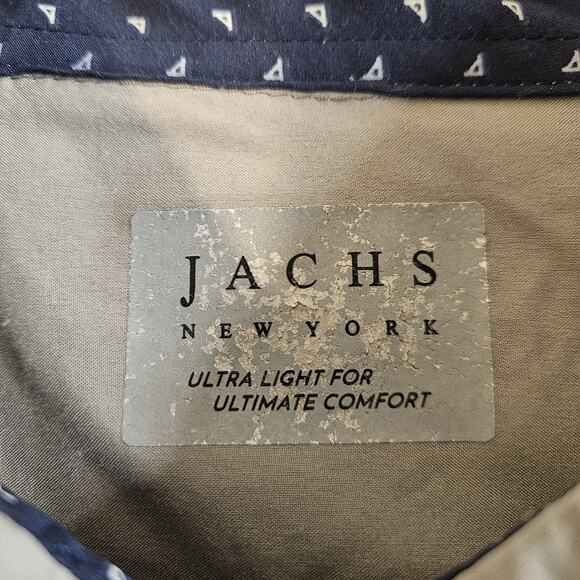 JACHS
NEW YORK
ULTRA LIGHT FOR
ULTIMATE COMFORT